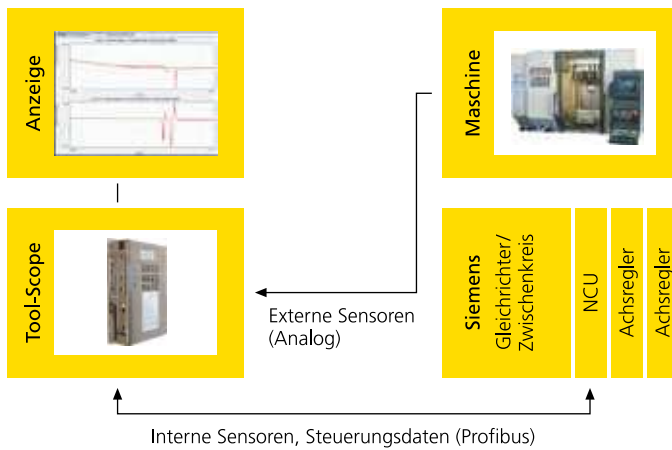 Anzeige
Maschine
Tool-Scope
Externe Sensoren
(Analog)
Siemens
Gleichrichter/
Zwischenkreis
NCU
Achsregler
Achsregler
Interne Sensoren, Steuerungsdaten (Profibus)